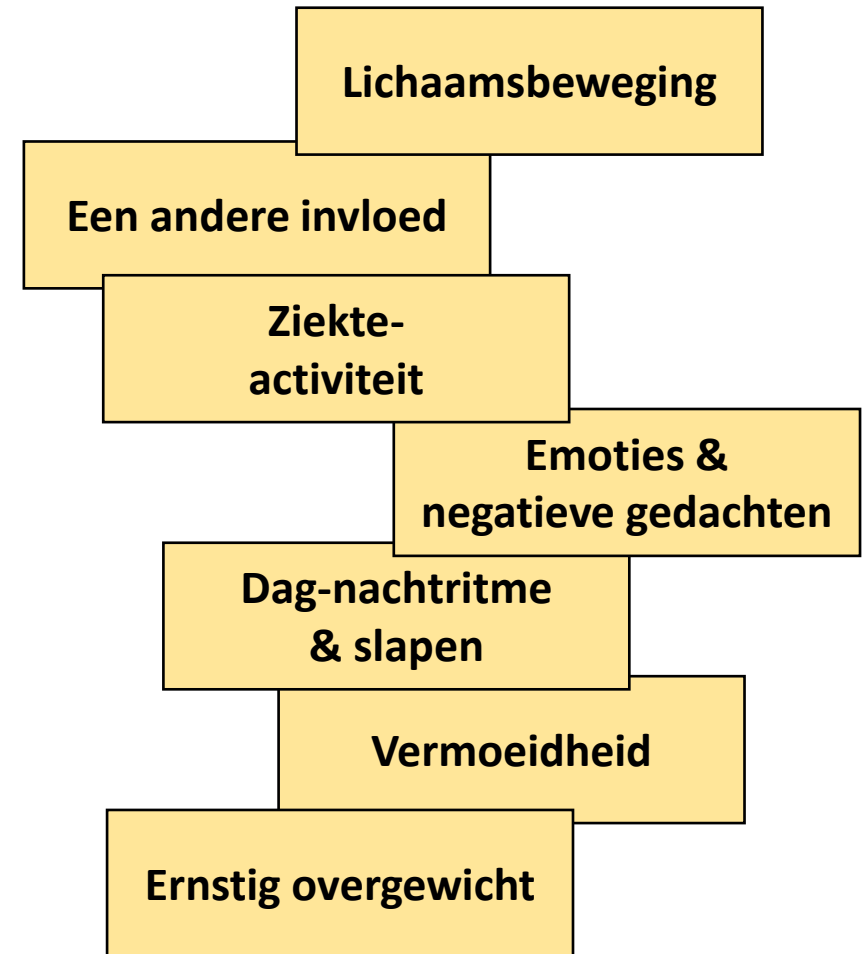 Lichaamsbeweging
Een andere invloed
Ziekte-
activiteit
Emoties &
negatieve gedachten
Dag-nachtritme
& slapen
Vermoeidheid
Ernstig overgewicht